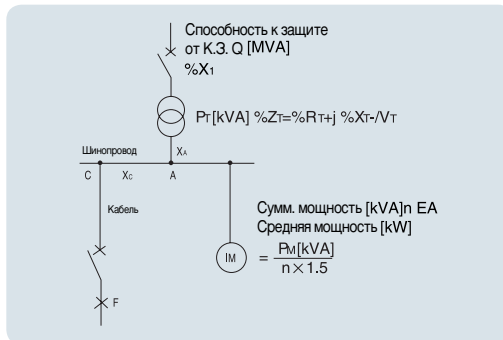 Способность к защите
от К.З. Q [MVA]
%X1
PT[kVA] %ZT=%RT+j %XT-/VT
Шинопровод
XA
C
XC
A
Кабель
Сумм. мощность [kVA]n EA
Средняя мощность [kW]
IM
= PM[kVA]
n×1.5
F